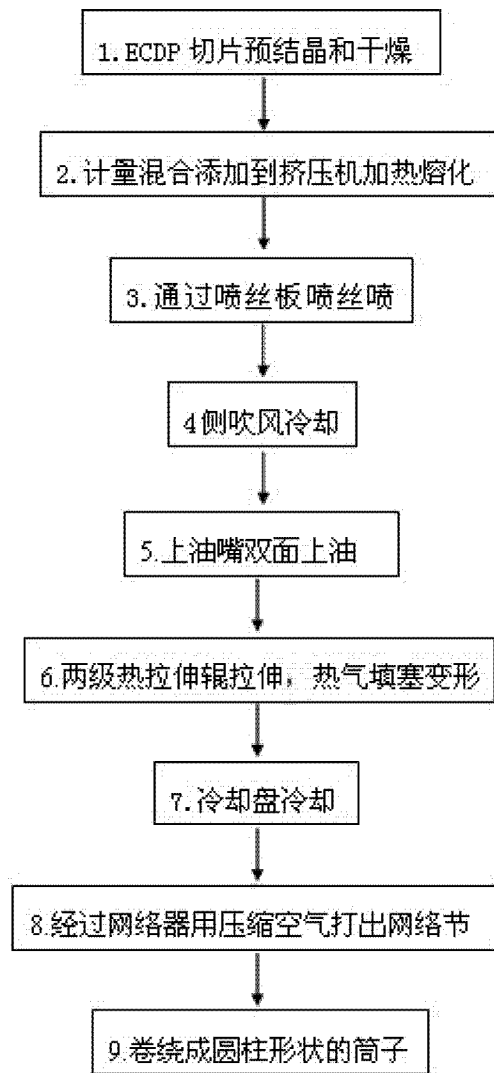 1.ECDP 切片预结晶和干燥
2.计量混合添加到挤压机加热熔化
3.通过喷丝板喷丝喷
4侧吹风冷却
5.上油嘴双面上油
6.两级热拉伸辊拉伸，热气填塞变形
7.冷却盘冷却
8.经过网络器用压缩空气打出网络节
9.卷绕成圆柱形状的筒子